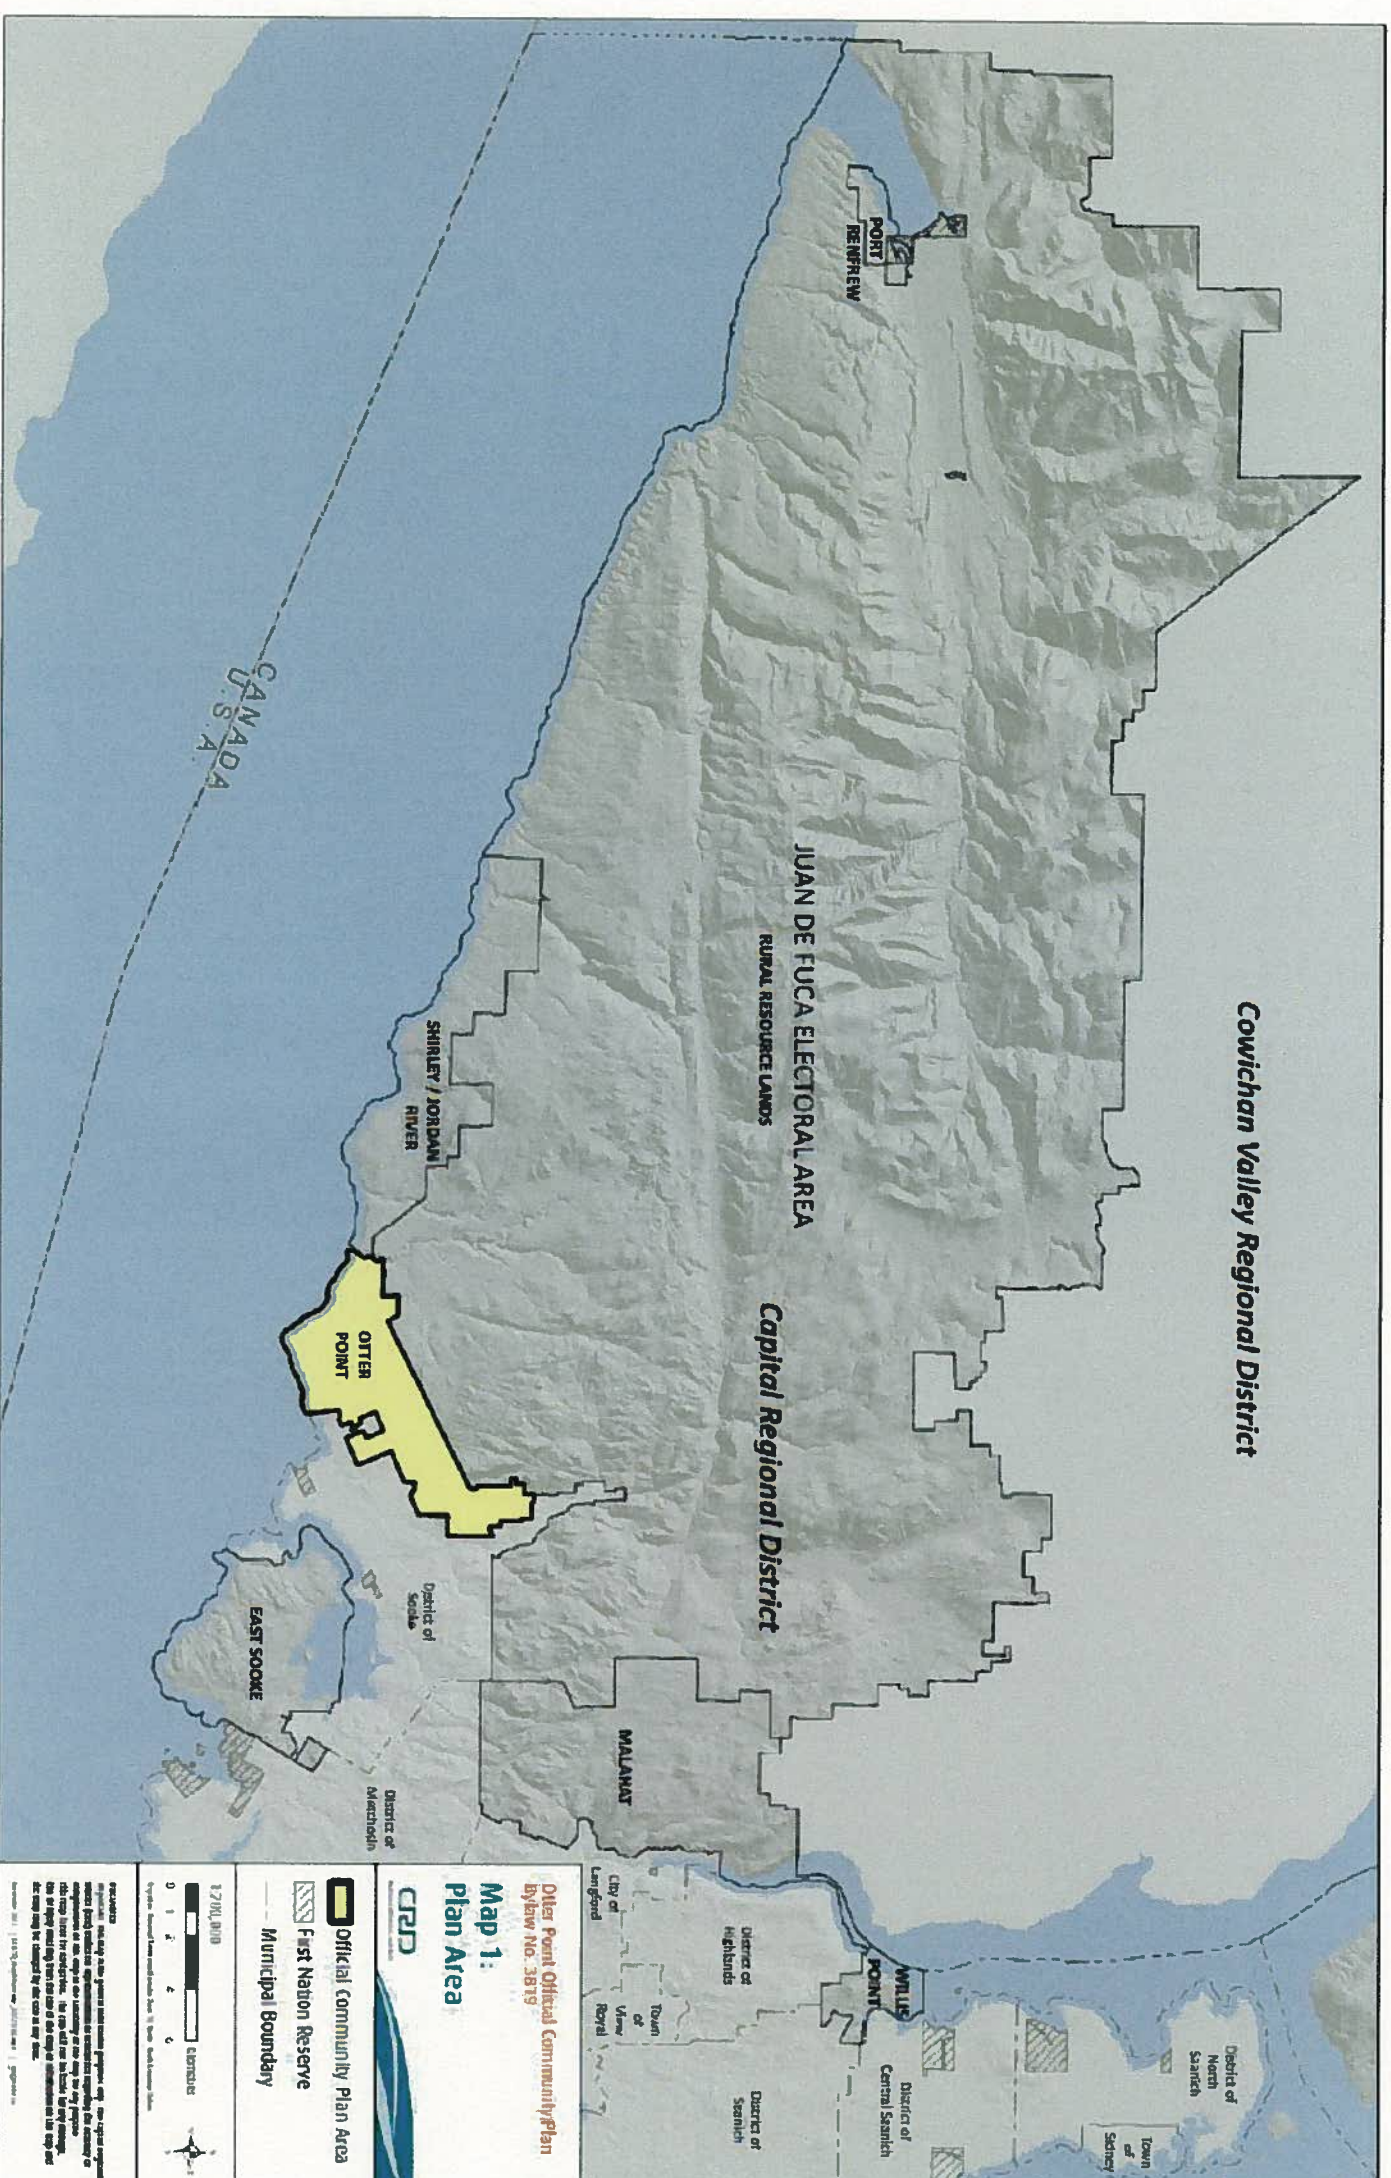 Cowichan Valley Regional District
JUAN DE FUCA ELECTORAL AREA
RURAL RESOURCE LANDS
Capital Regional District
PORT
RENFREW
CANADA
U.S.A.
SHIRLEY / JORDAN
RIVER
OTTER
POINT
District of
Sooke
EAST SOOKE
MALAHAT
District of
Metchosin
WILLIS
POINT
District of
North
Saanich
Town
of
Sidney
District of
Central Saanich
District of
Highlands
District of
Saanich
City of
Langford
Town
of
View
Royal
Otter Point Official Community Plan
Bylaw No. 3819
Map 1:
Plan Area
CRD
Official Community Plan Area
First Nation Reserve
Municipal Boundary
Kilometres
DISCLAIMER